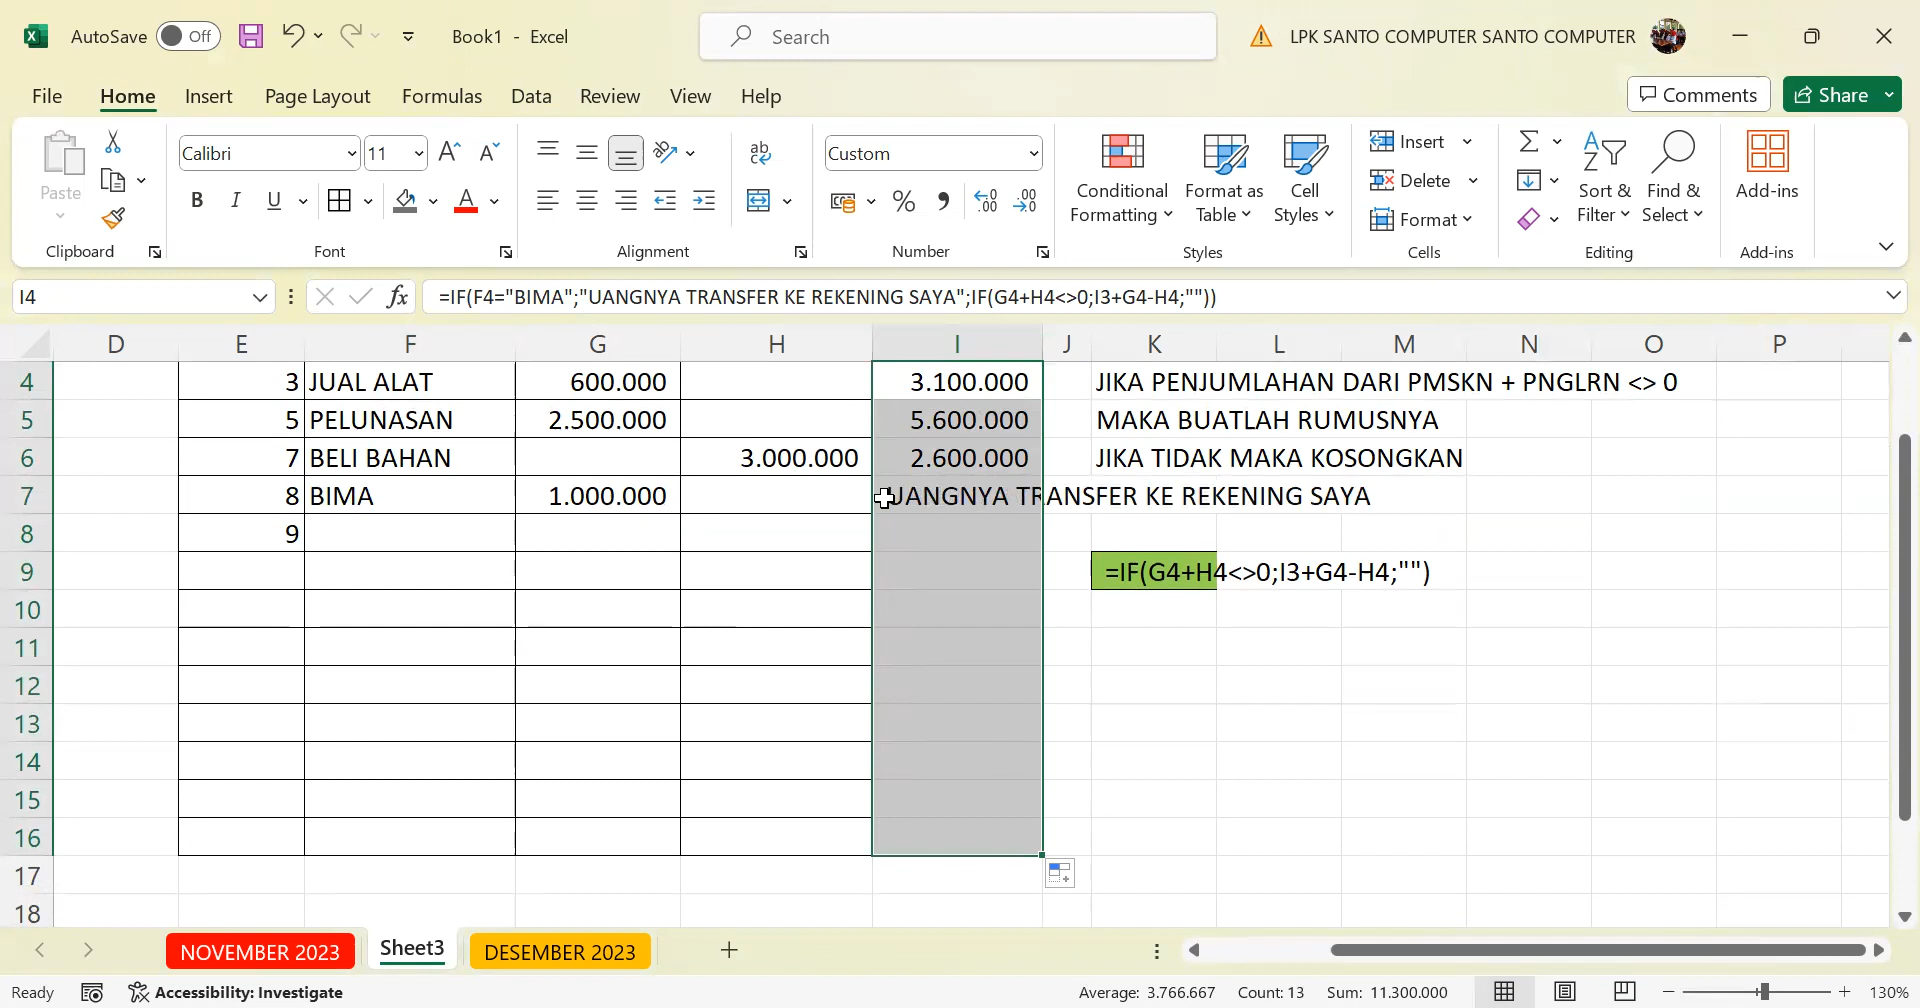 AutoSave Off Book1 - Excel Search LPK SANTO COMPUTER SANTO COMPUTER
File Home Insert Page Layout Formulas Data Review View Help Comments Share
Paste Calibri 11 Custom Conditional Formatting Format as Table Cell Styles Insert Delete Format Sort & Filter Find & Select Add-ins
Clipboard Font Alignment Number Styles Cells Editing Add-ins
I4 fx =IF(F4="BIMA";"UANGNYA TRANSFER KE REKENING SAYA";IF(G4+H4<>0;I3+G4-H4;""))
D E F G H I J K L M N O P
4 3 JUAL ALAT 600.000 3.100.000 JIKA PENJUMLAHAN DARI PMSKN + PNGLRN <> 0
5 5 PELUNASAN 2.500.000 5.600.000 MAKA BUATLAH RUMUSNYA
6 7 BELI BAHAN 3.000.000 2.600.000 JIKA TIDAK MAKA KOSONGKAN
7 8 BIMA 1.000.000 UANGNYA TRANSFER KE REKENING SAYA
8 9
9 =IF(G4+H4<>0;I3+G4-H4;"")
10
11
12
13
14
15
16
17
18
NOVEMBER 2023 Sheet3 DESEMBER 2023
Ready Accessibility: Investigate Average: 3.766.667 Count: 13 Sum: 11.300.000 130%